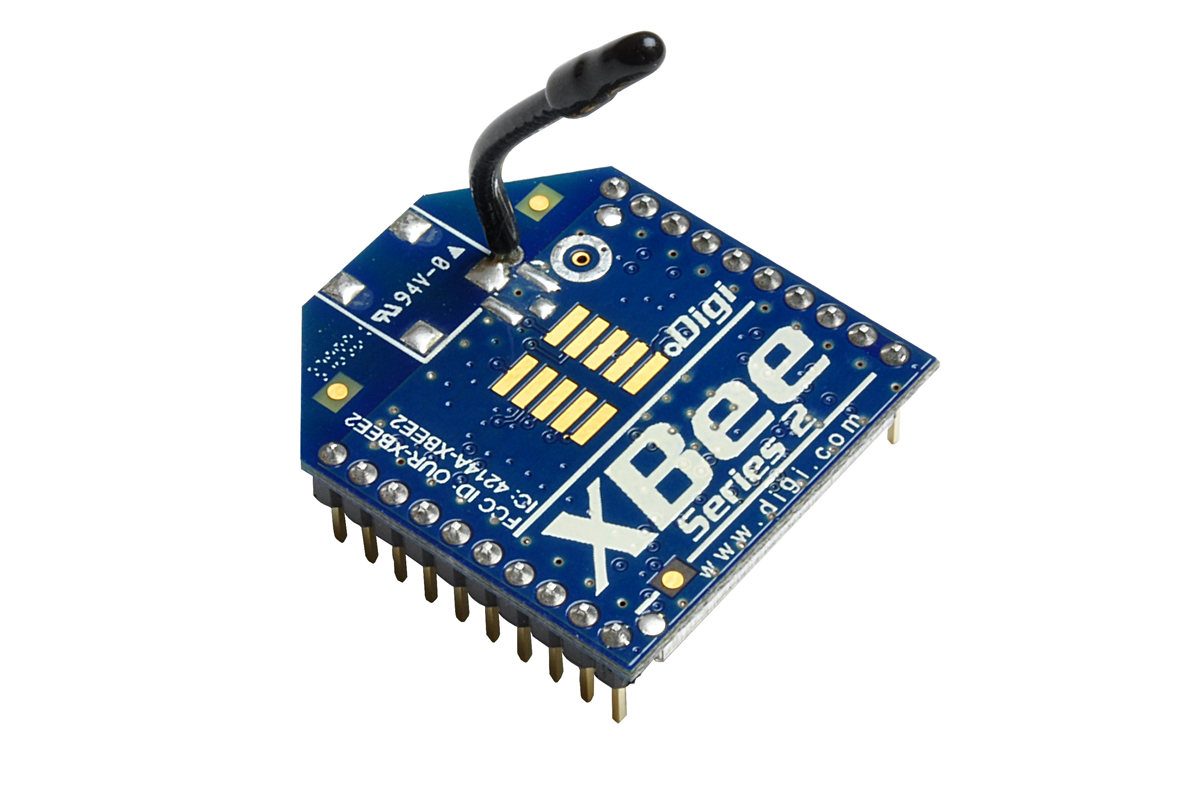 Digi
XBee
Series 2
www.digi.com
FCC ID: OUR-XBEE2
IC: 4214A-XBEE2
94V-0